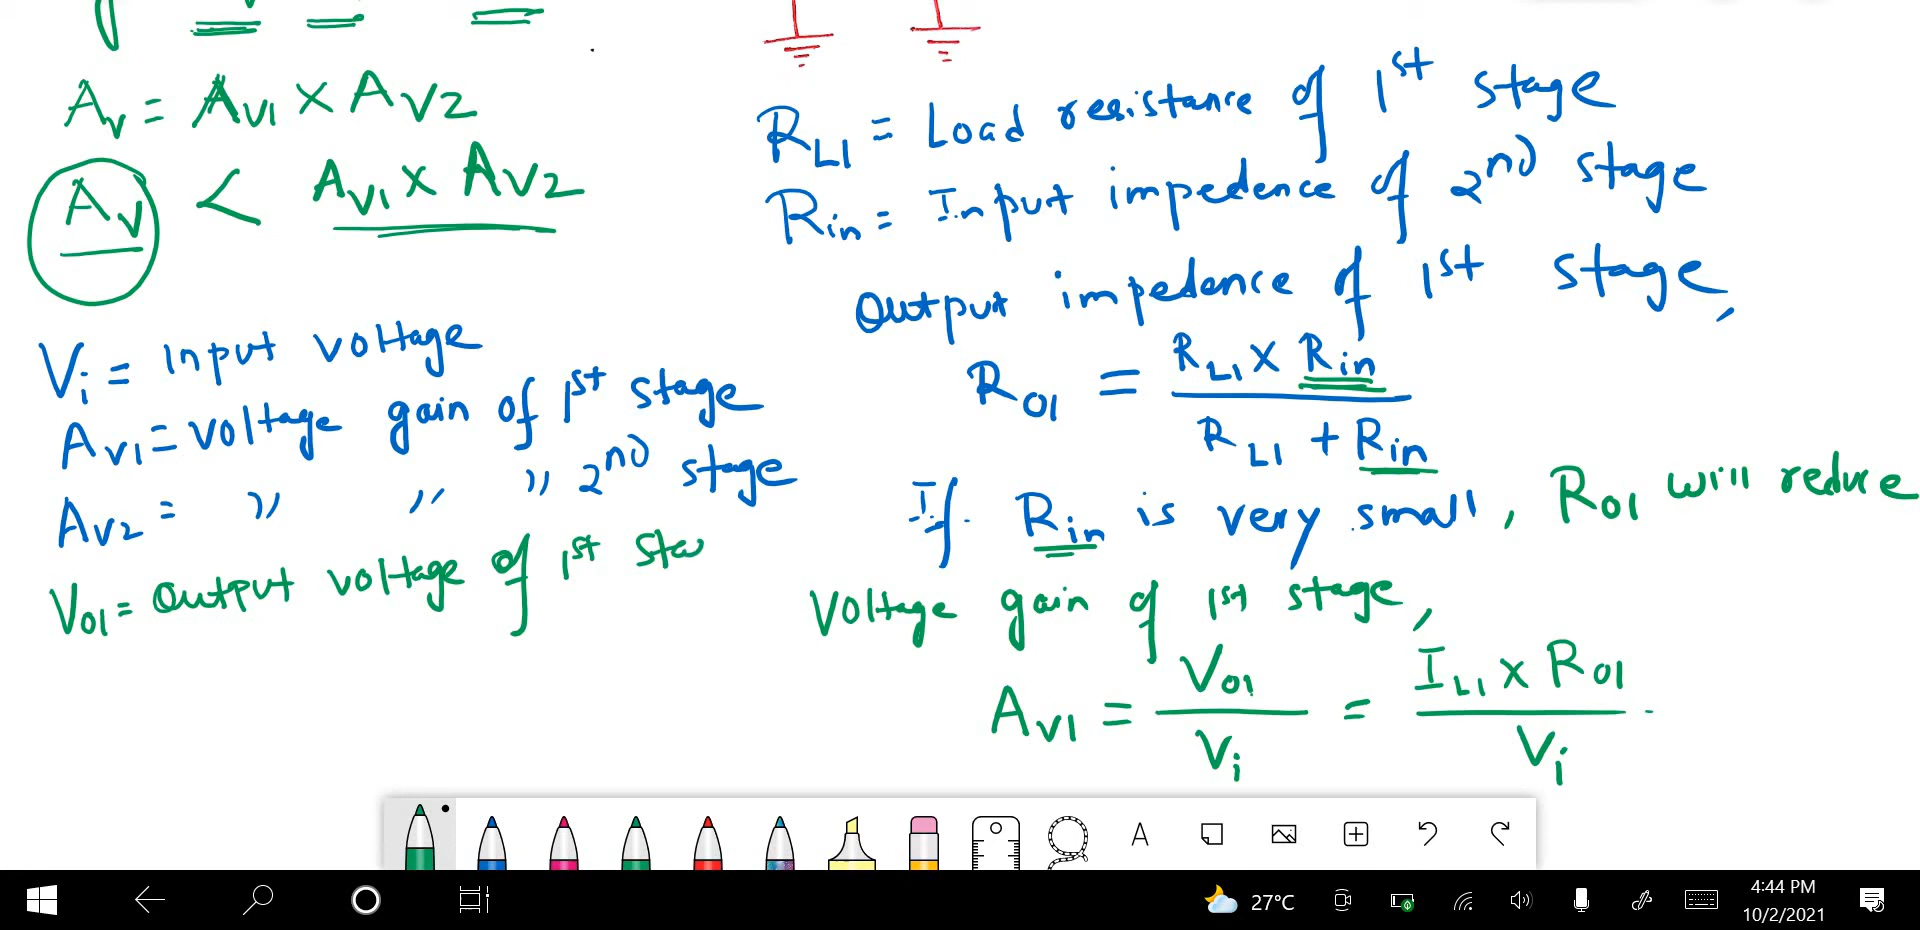 Av = Av1 × Av2
Av < Av1 × Av2
Vi = Input voltage
Av1 = voltage gain of 1st stage
Av2 = " " " 2nd stage
Vo1 = Output voltage of 1st sta
RL1 = Load resistance of 1st stage
Rin = Input impedence of 2nd stage
Output impedence of 1st stage,
Ro1 = RL1 × Rin / RL1 + Rin
If Rin is very small, Ro1 will reduce
Voltage gain of 1st stage,
Av1 = Vo1 / Vi = IL1 × Ro1 / Vi
A
27°C
4:44 PM
10/2/2021